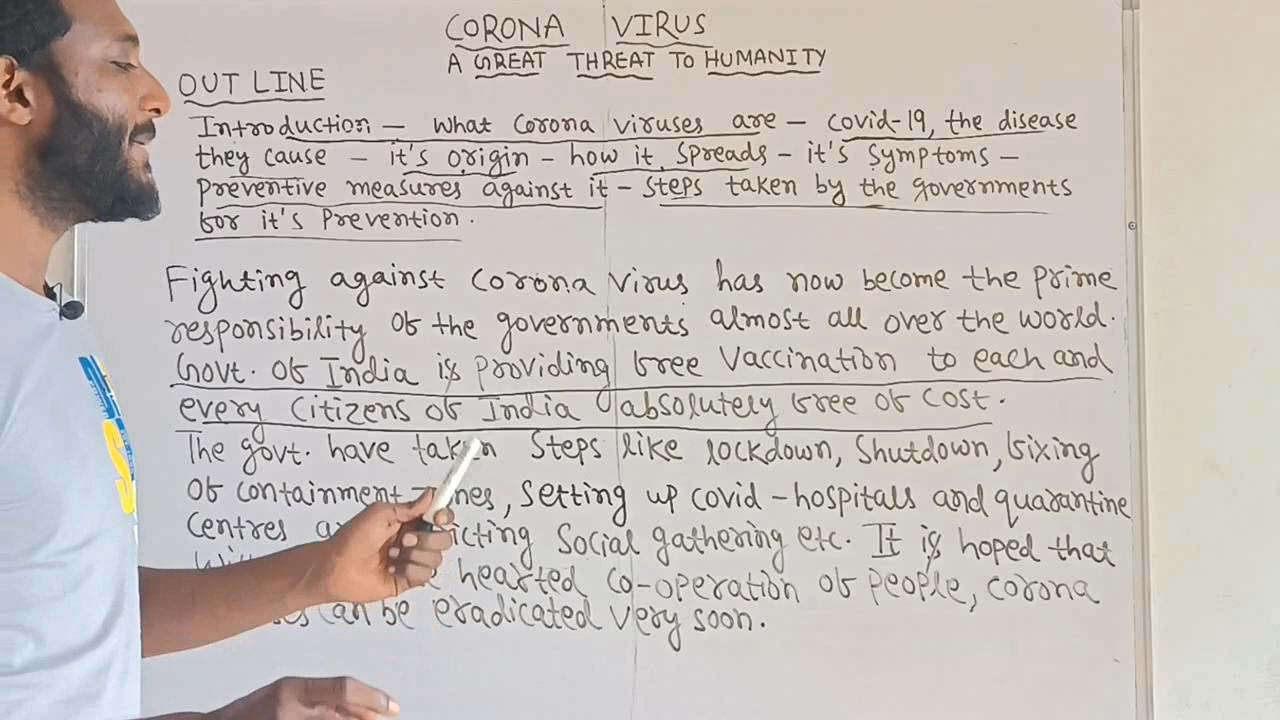 CORONA VIRUS
A GREAT THREAT TO HUMANITY
OUT LINE
Introduction - what corona viruses are - covid-19, the disease
they cause - it's origin - how it spreads - it's symptoms -
preventive measures against it - steps taken by the governments
for it's prevention.
Fighting against corona virus has now become the prime
responsibility of the governments almost all over the world.
Govt. of India is providing free vaccination to each and
every citizens of India absolutely free of cost.
The govt. have taken steps like lockdown, shutdown, fixing
of containment zones, setting up covid-hospitals and quarantine
centres social gathering etc. It is hoped that
hearted co-operation of people, corona
can be eradicated very soon.